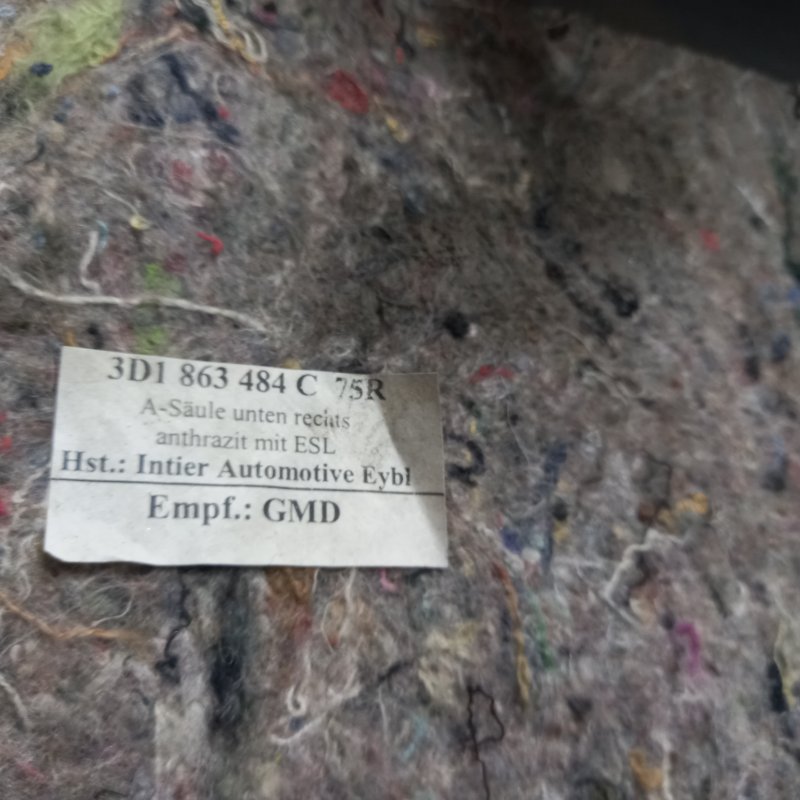 3D1 863 484 C 75R
A-Säule unten rechts
anthrazit mit ESL
Hst.: Intier Automotive Eybl
Empf.: GMD